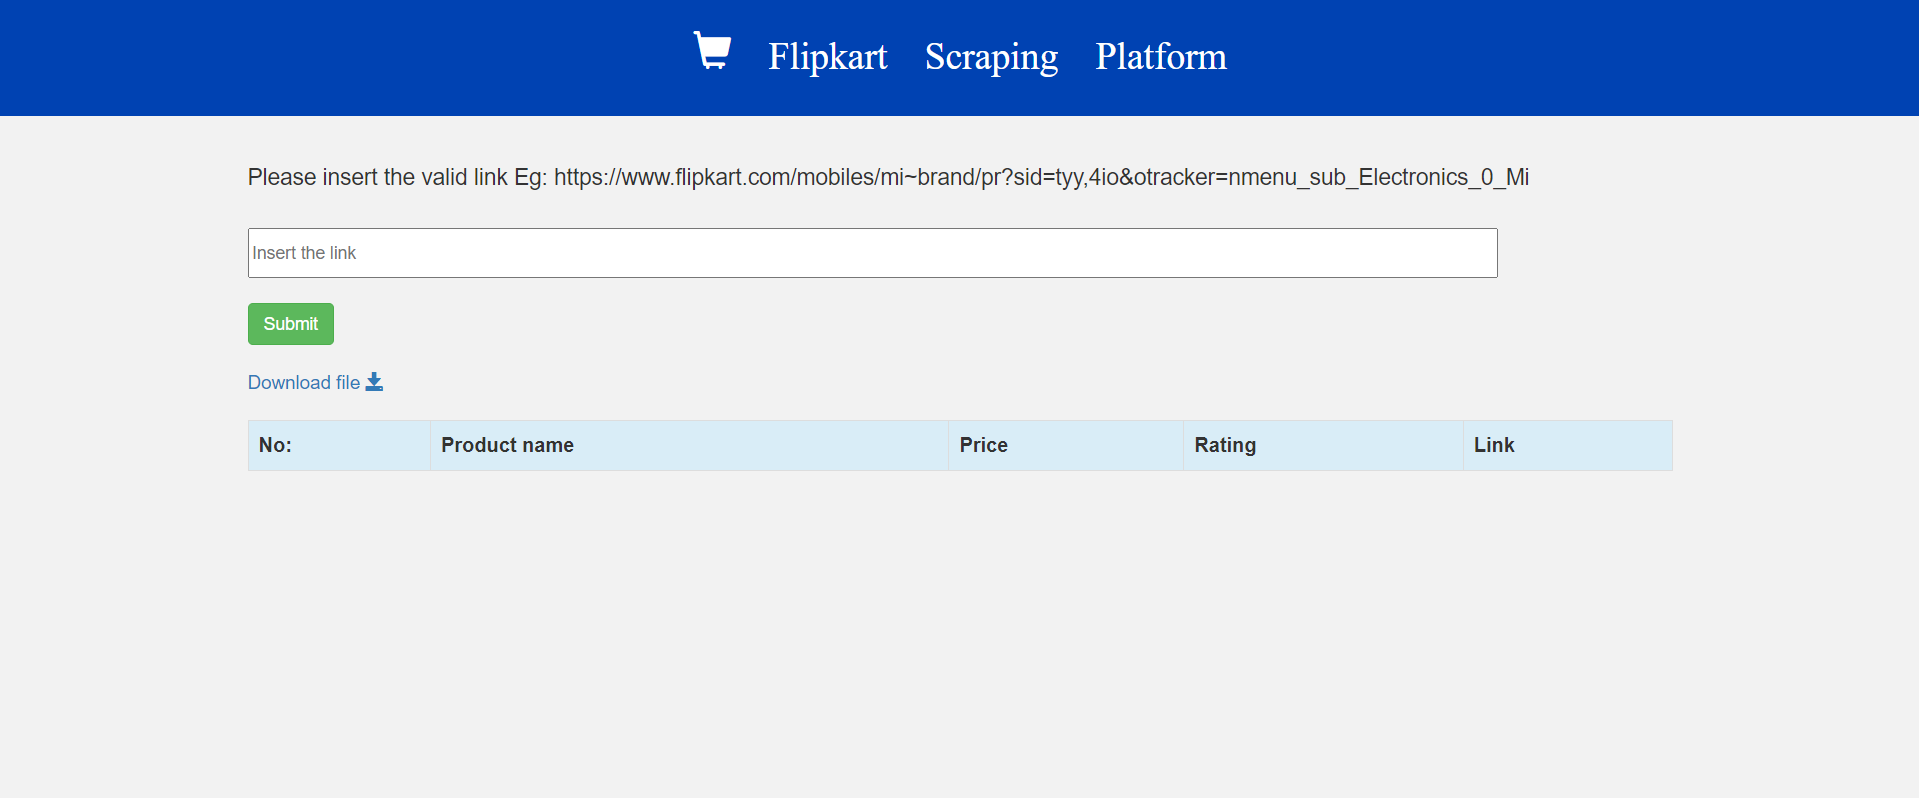 Flipkart Scraping Platform
Please insert the valid link Eg: https://www.flipkart.com/mobiles/mi~brand/pr?sid=tyy,4io&otracker=nmenu_sub_Electronics_0_Mi
Insert the link
Submit
Download file
No: Product name Price Rating Link